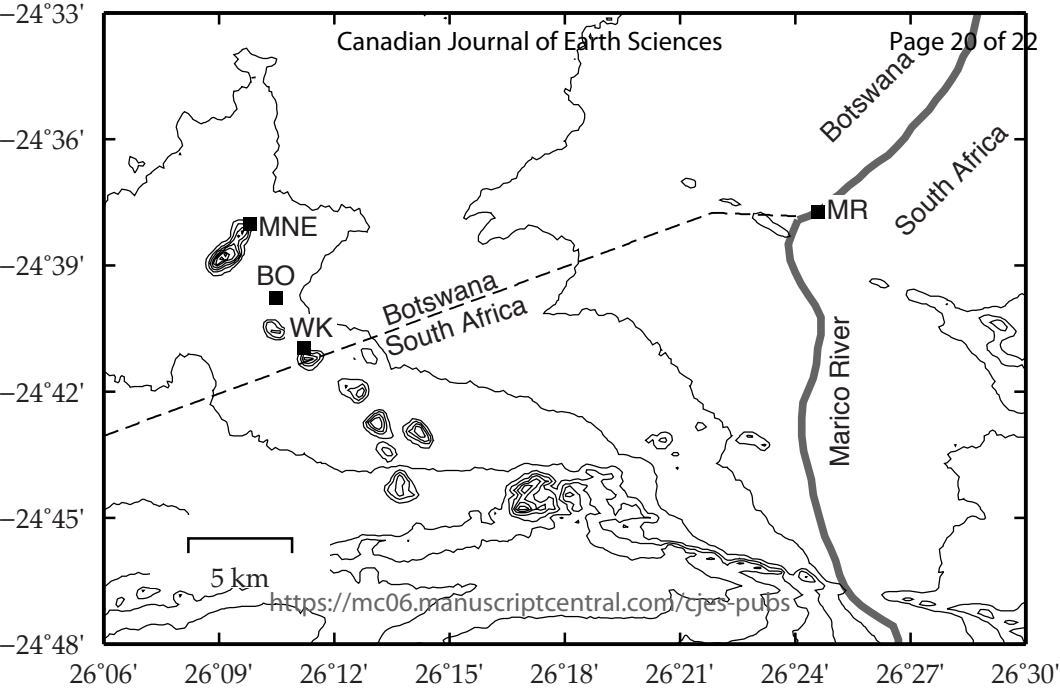 Canadian Journal of Earth Sciences
Page 20 of 22
−24˚33'
−24˚36'
−24˚39'
−24˚42'
−24˚45'
−24˚48'
Botswana
South Africa
MR
MNE
BO
WK
Botswana
South Africa
Marico River
5 km
https://mc06.manuscriptcentral.com/cjes-pubs
26˚06' 26˚09' 26˚12' 26˚15' 26˚18' 26˚21' 26˚24' 26˚27' 26˚30'